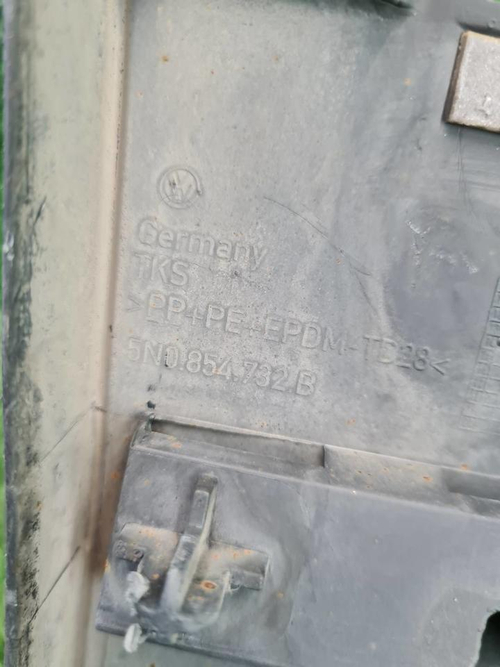 Germany
TKS
>PP+PE+EPDM-TD28<
5N0.854.732.B